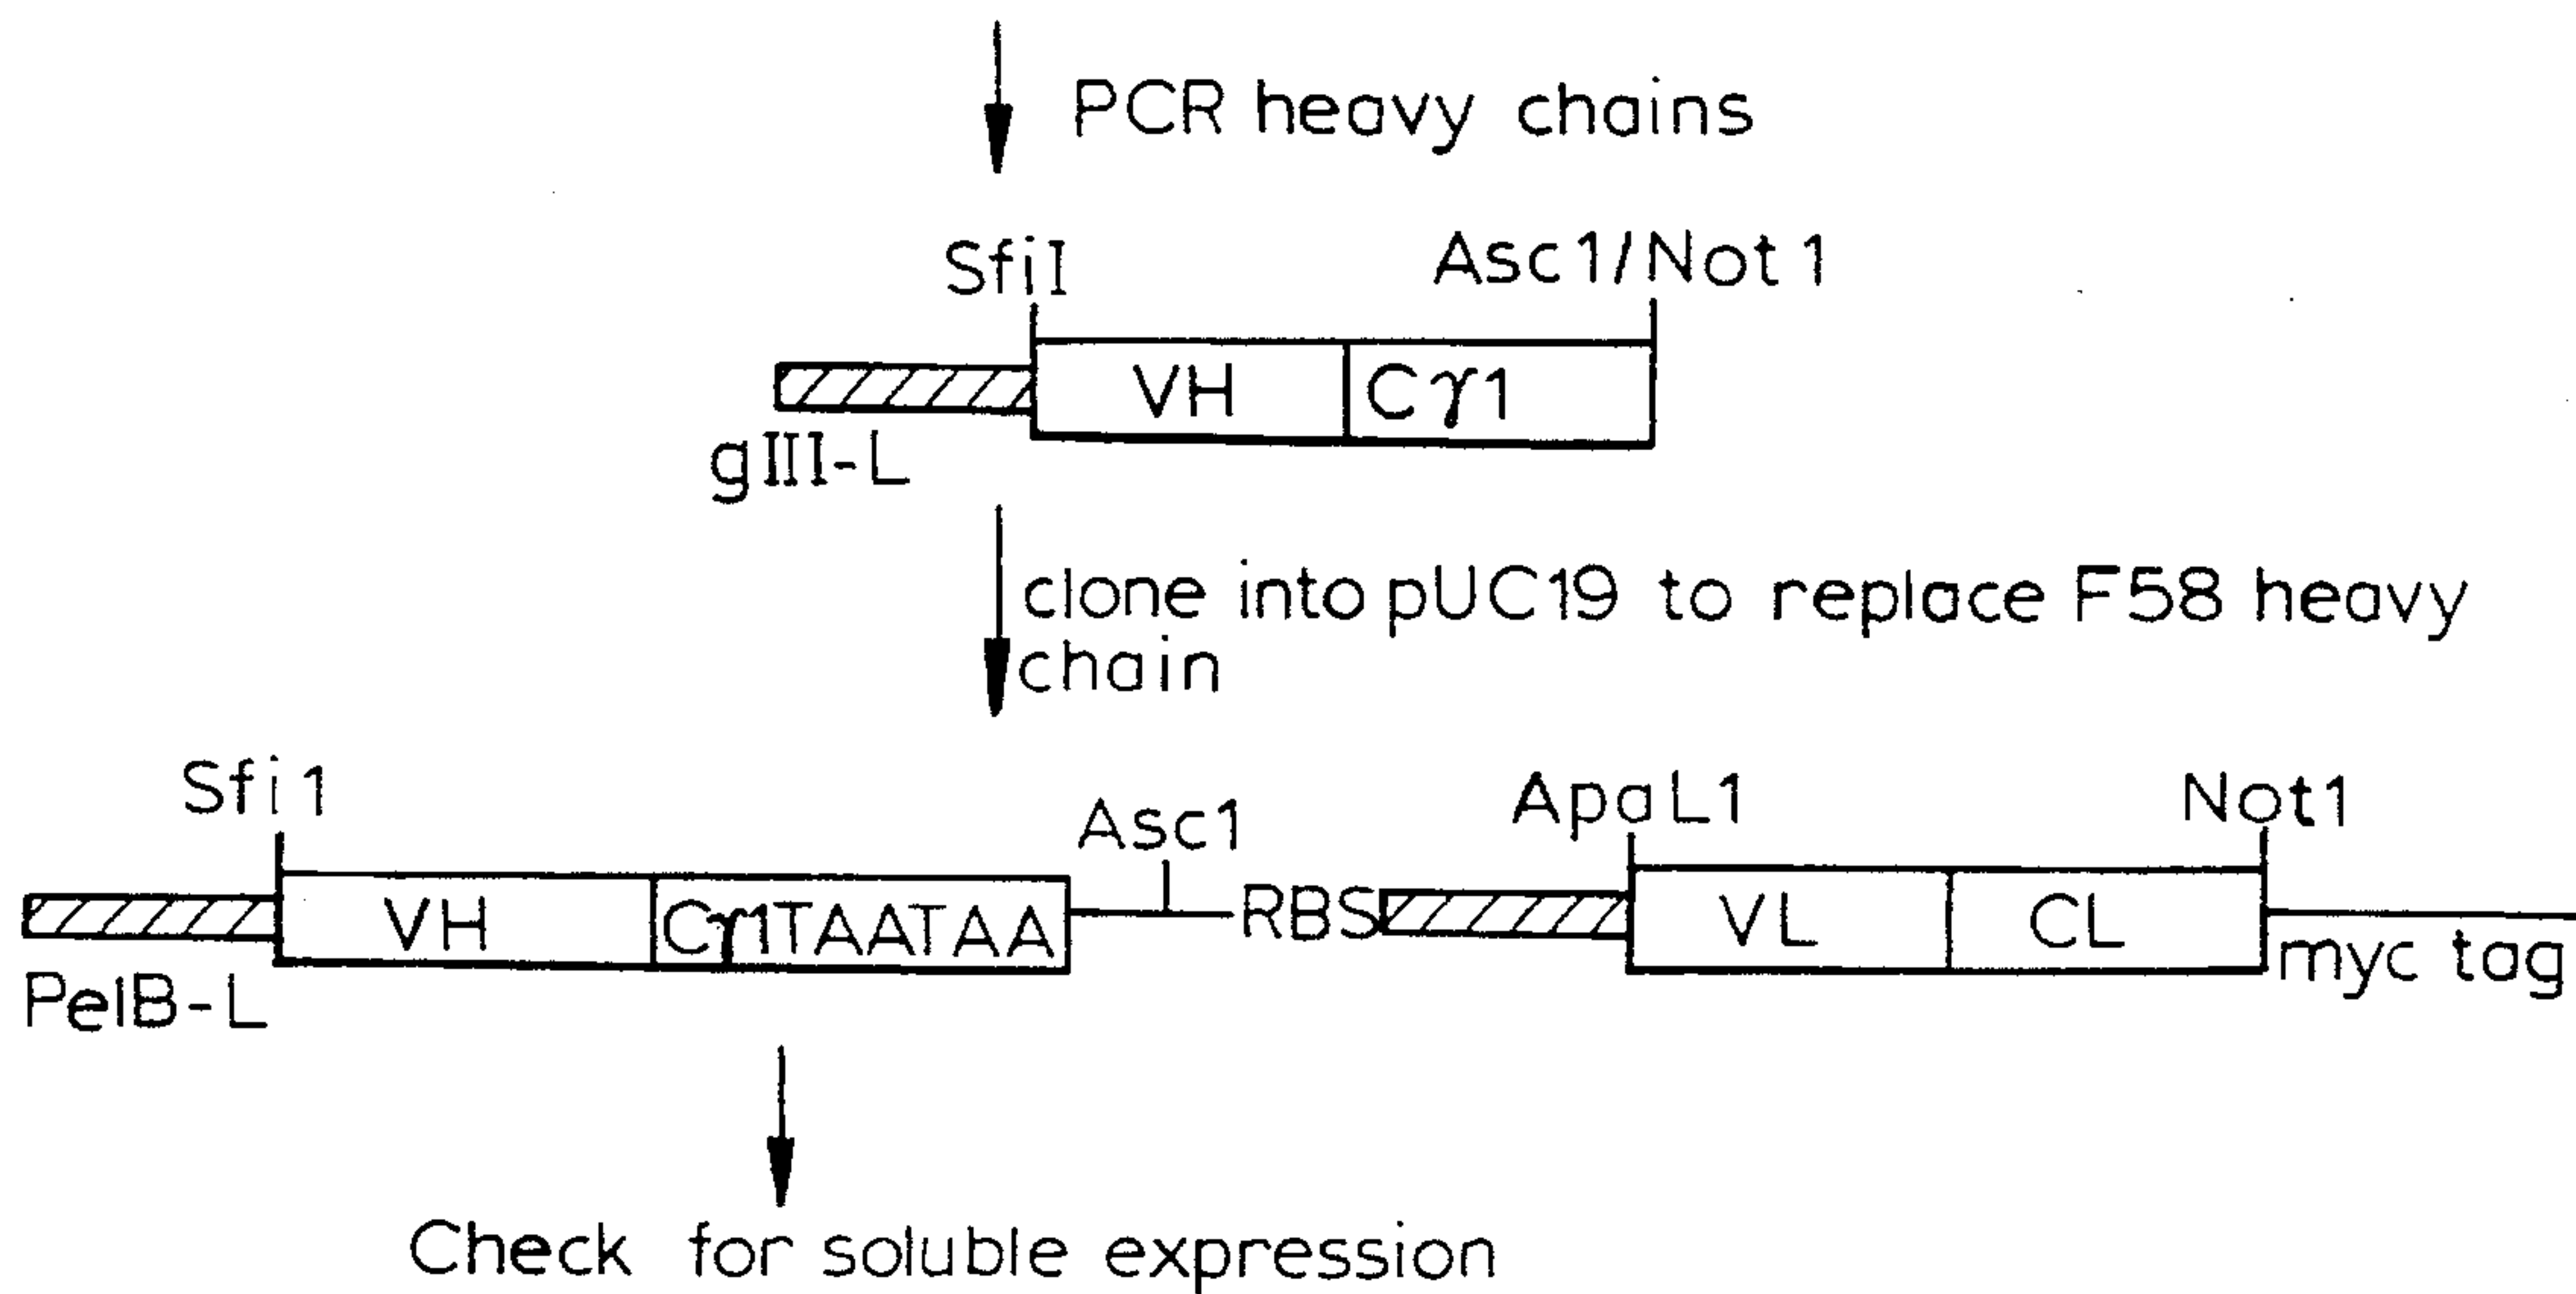 PCR heavy chains
SfiI Asc1/Not1
VH Cγ1
gIII-L
clone into pUC19 to replace F58 heavy
chain
Sfi1 Asc1 ApaL1 Not1
VH Cγ1TAATAA RBS VL CL
PelB-L myc tag
Check for soluble expression